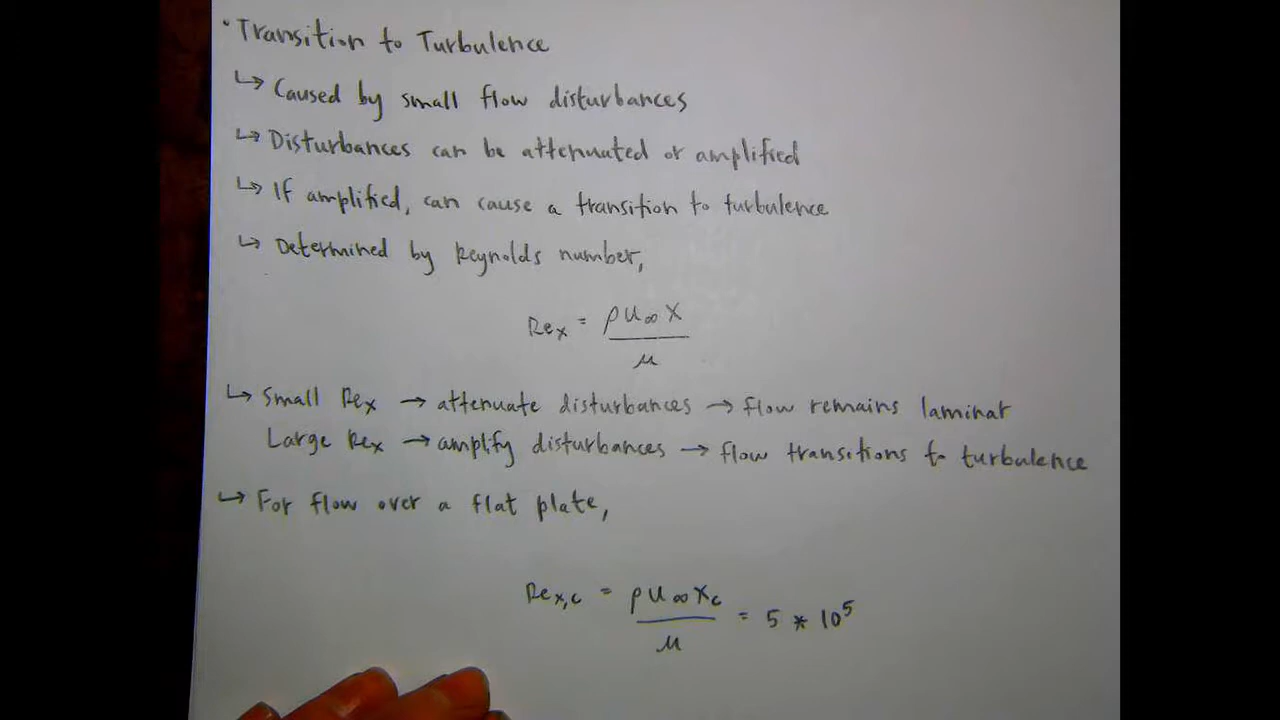 • Transition to Turbulence
↳ Caused by small flow disturbances
↳ Disturbances can be attenuated or amplified
↳ If amplified, can cause a transition to turbulence
↳ Determined by Reynolds number,
Re_x = ρu∞x / μ
↳ Small Re_x → attenuate disturbances → flow remains laminar
Large Re_x → amplify disturbances → flow transitions to turbulence
↳ For flow over a flat plate,
Re_x,c = ρu∞x_c / μ = 5 * 10^5